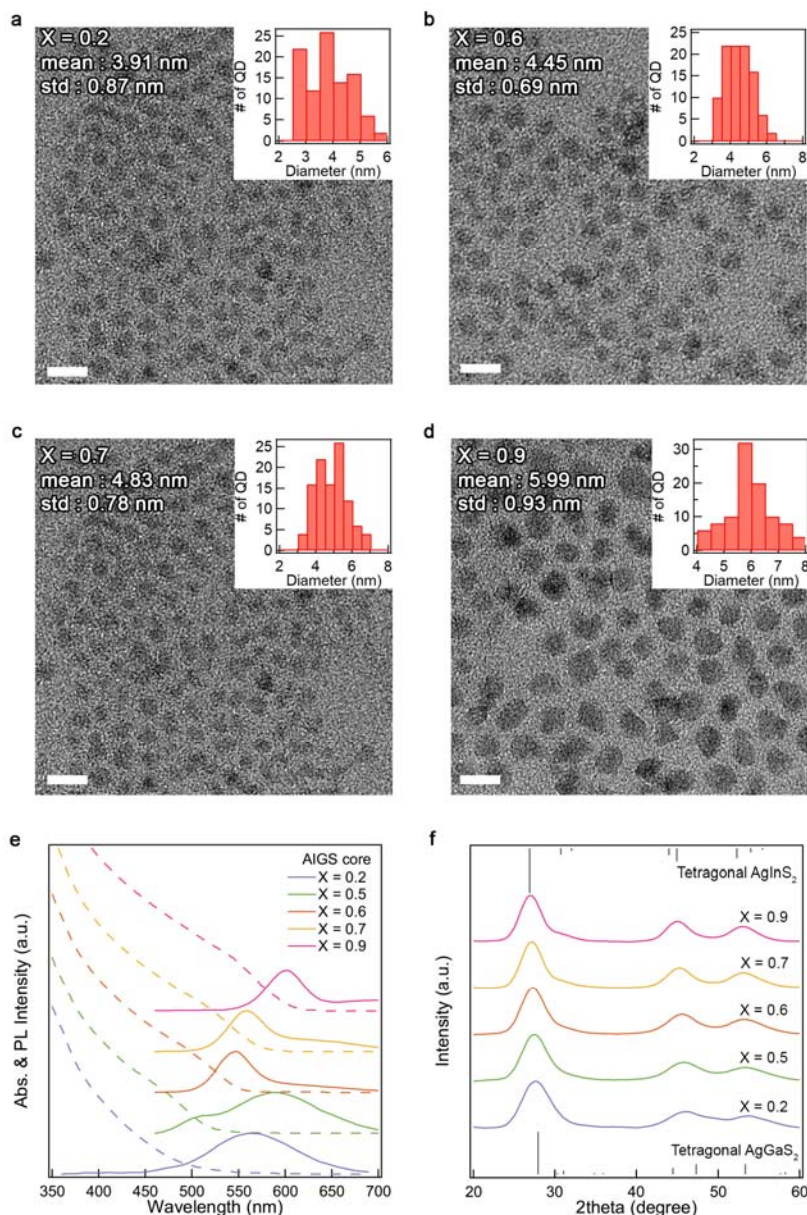 a
X = 0.2
mean : 3.91 nm
std : 0.87 nm
# of QD
25
20
15
10
5
0
2 3 4 5 6
Diameter (nm)
b
X = 0.6
mean : 4.45 nm
std : 0.69 nm
# of QD
25
20
15
10
5
0
2 4 6 8
Diameter (nm)
c
X = 0.7
mean : 4.83 nm
std : 0.78 nm
# of QD
25
20
15
10
5
0
2 4 6 8
Diameter (nm)
d
X = 0.9
mean : 5.99 nm
std : 0.93 nm
# of QD
30
20
10
0
4 5 6 7 8
Diameter (nm)
e
Abs. & PL Intensity (a.u.)
AIGS core
X = 0.2
X = 0.5
X = 0.6
X = 0.7
X = 0.9
350 400 450 500 550 600 650 700
Wavelength (nm)
f
Intensity (a.u.)
Tetragonal AgInS₂
X = 0.9
X = 0.7
X = 0.6
X = 0.5
X = 0.2
Tetragonal AgGaS₂
20 30 40 50 60
2theta (degree)